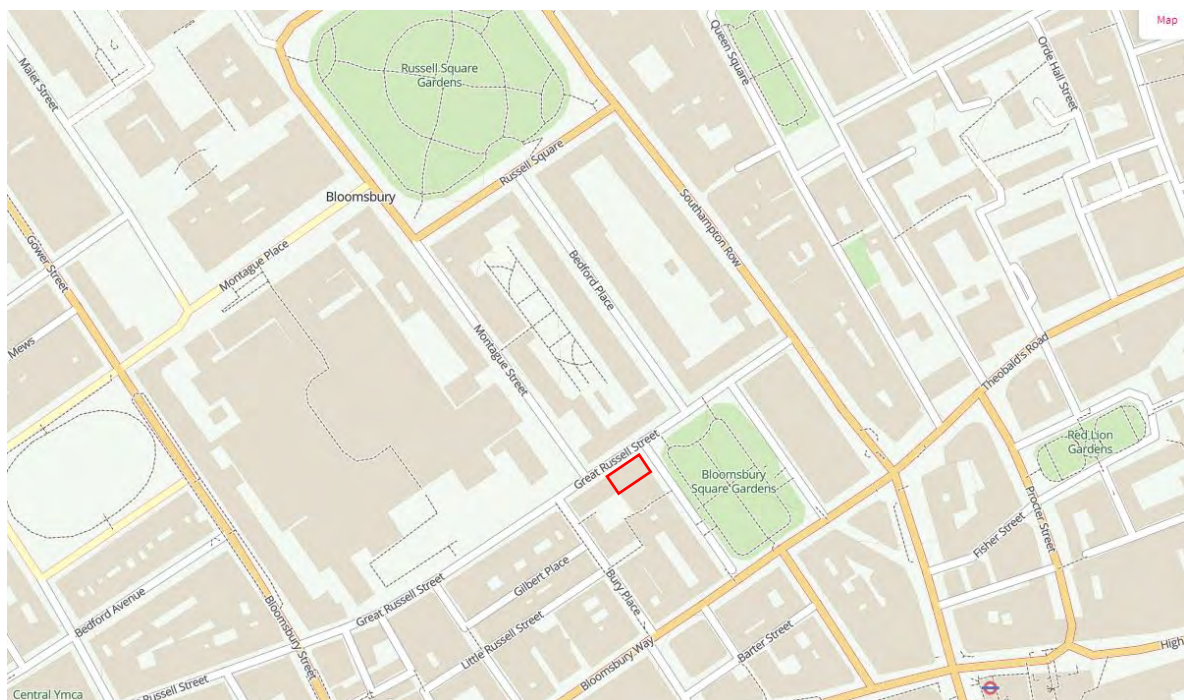 Map
Malet Street
Russell Square
Gardens
Queen Square
Orde Hall Street
Russell Square
Bloomsbury
Southampton Row
Gower Street
Montague Place
Bedford Place
Mews
Montague Street
Theobald's Road
Great Russell Street
Red Lion
Gardens
Bloomsbury
Square Gardens
Procter Street
Fisher Street
Gilbert Place
Bury Place
Bedford Avenue
Great Russell Street
Bloomsbury Street
Little Russell Street
Barter Street
Bloomsbury Way
High
Russell Street
Central Ymca